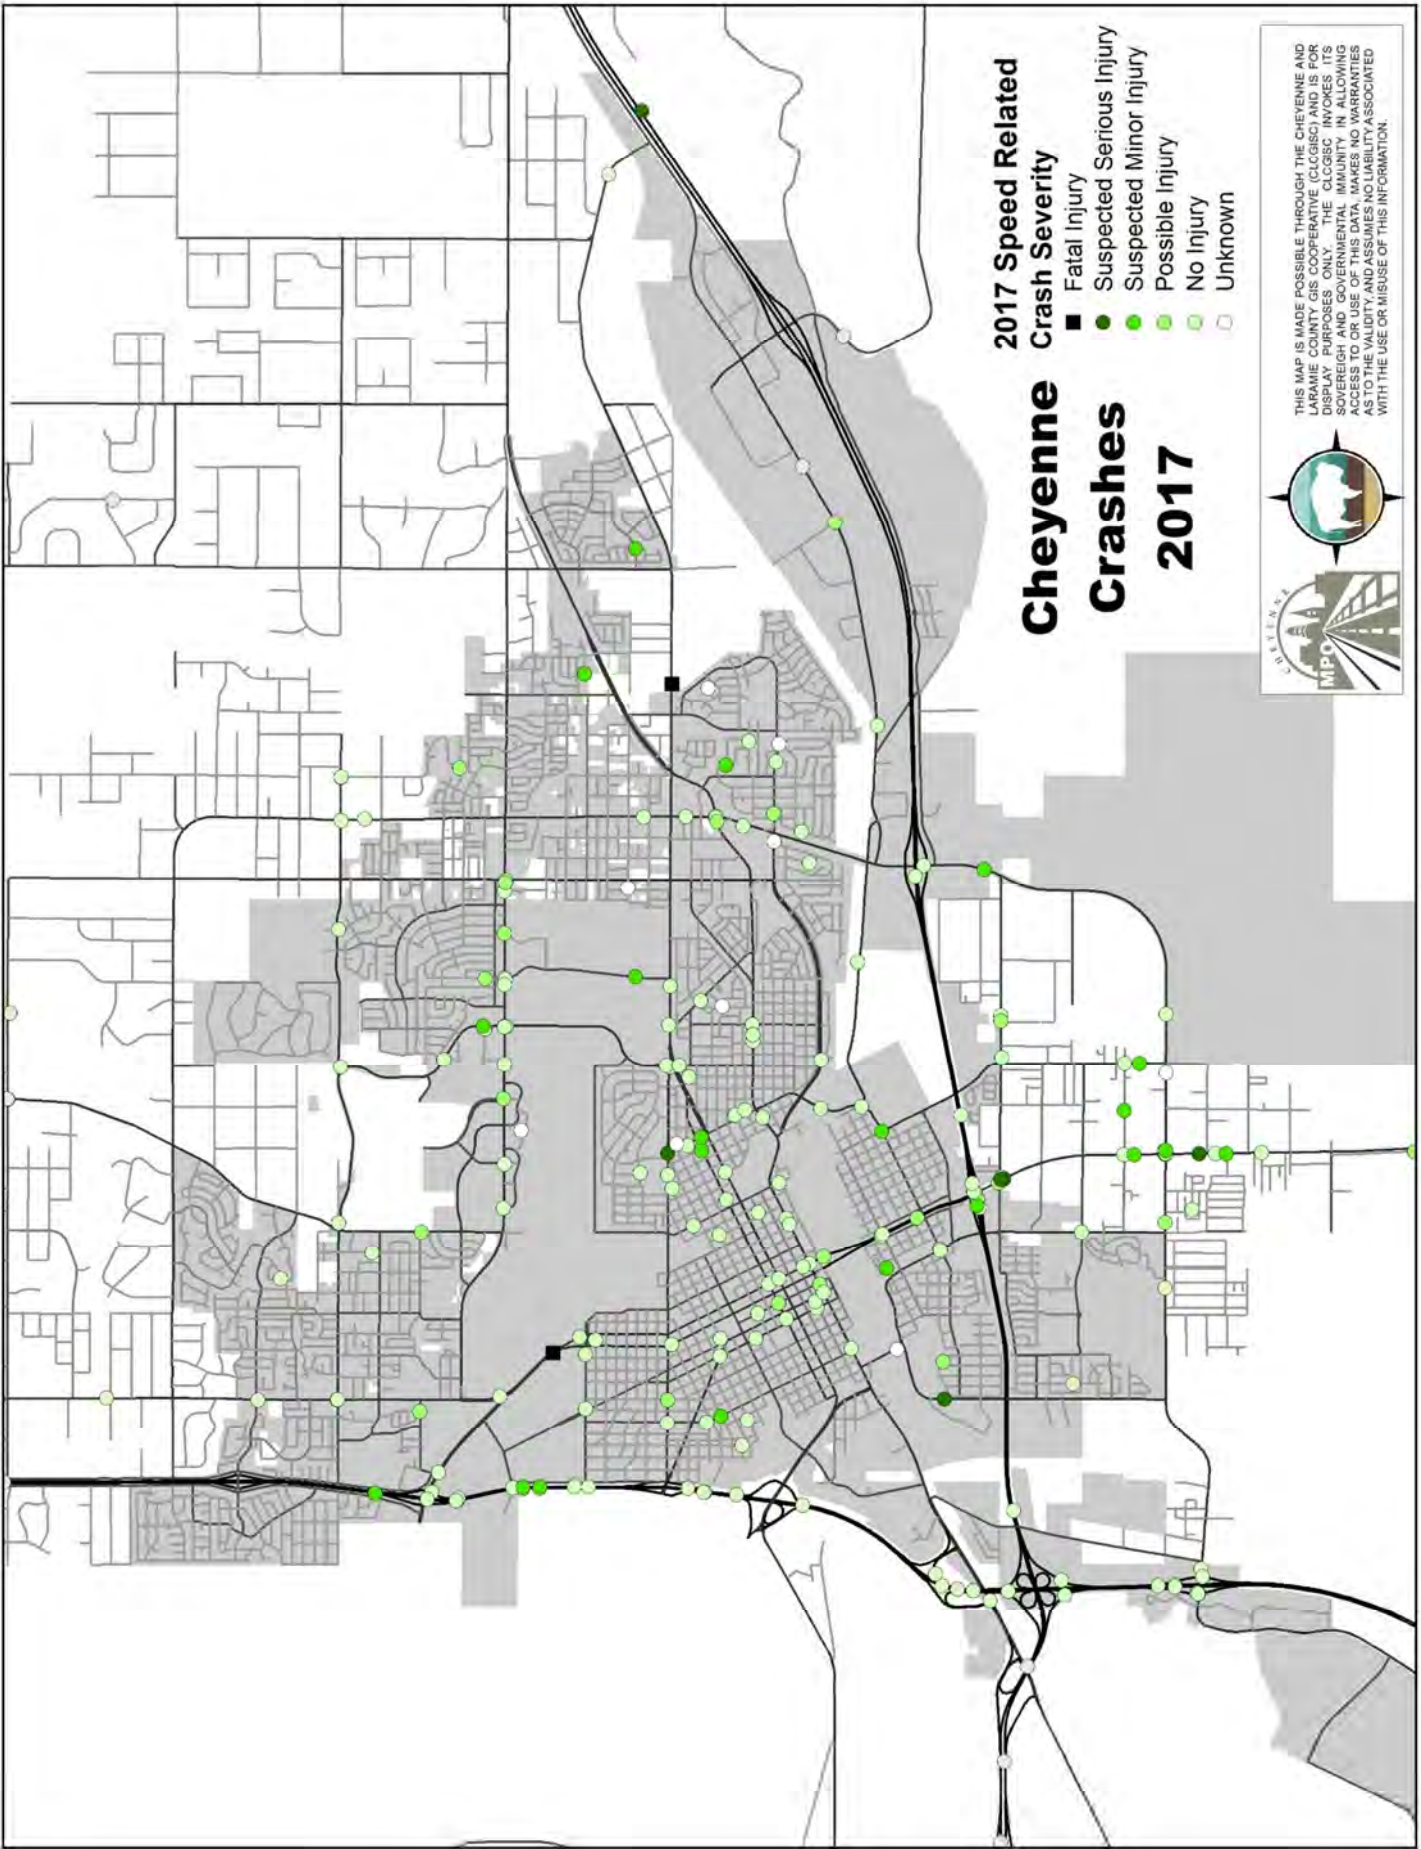 Cheyenne
Crashes
2017
2017 Speed Related
Crash Severity
Fatal Injury
Suspected Serious Injury
Suspected Minor Injury
Possible Injury
No Injury
Unknown
CHEYENNE
MPO
THIS MAP IS MADE POSSIBLE THROUGH THE CHEYENNE AND
LARAMIE COUNTY GIS COOPERATIVE (CLCGISC) AND IS FOR
DISPLAY PURPOSES ONLY. THE CLCGISC INVOKES ITS
SOVEREIGH AND GOVERNMENTAL IMMUNITY IN ALLOWING
ACCESS TO OR USE OF THIS DATA, MAKES NO WARRANTIES
AS TO THE VALIDITY, AND ASSUMES NO LIABILITY ASSOCIATED
WITH THE USE OR MISUSE OF THIS INFORMATION.